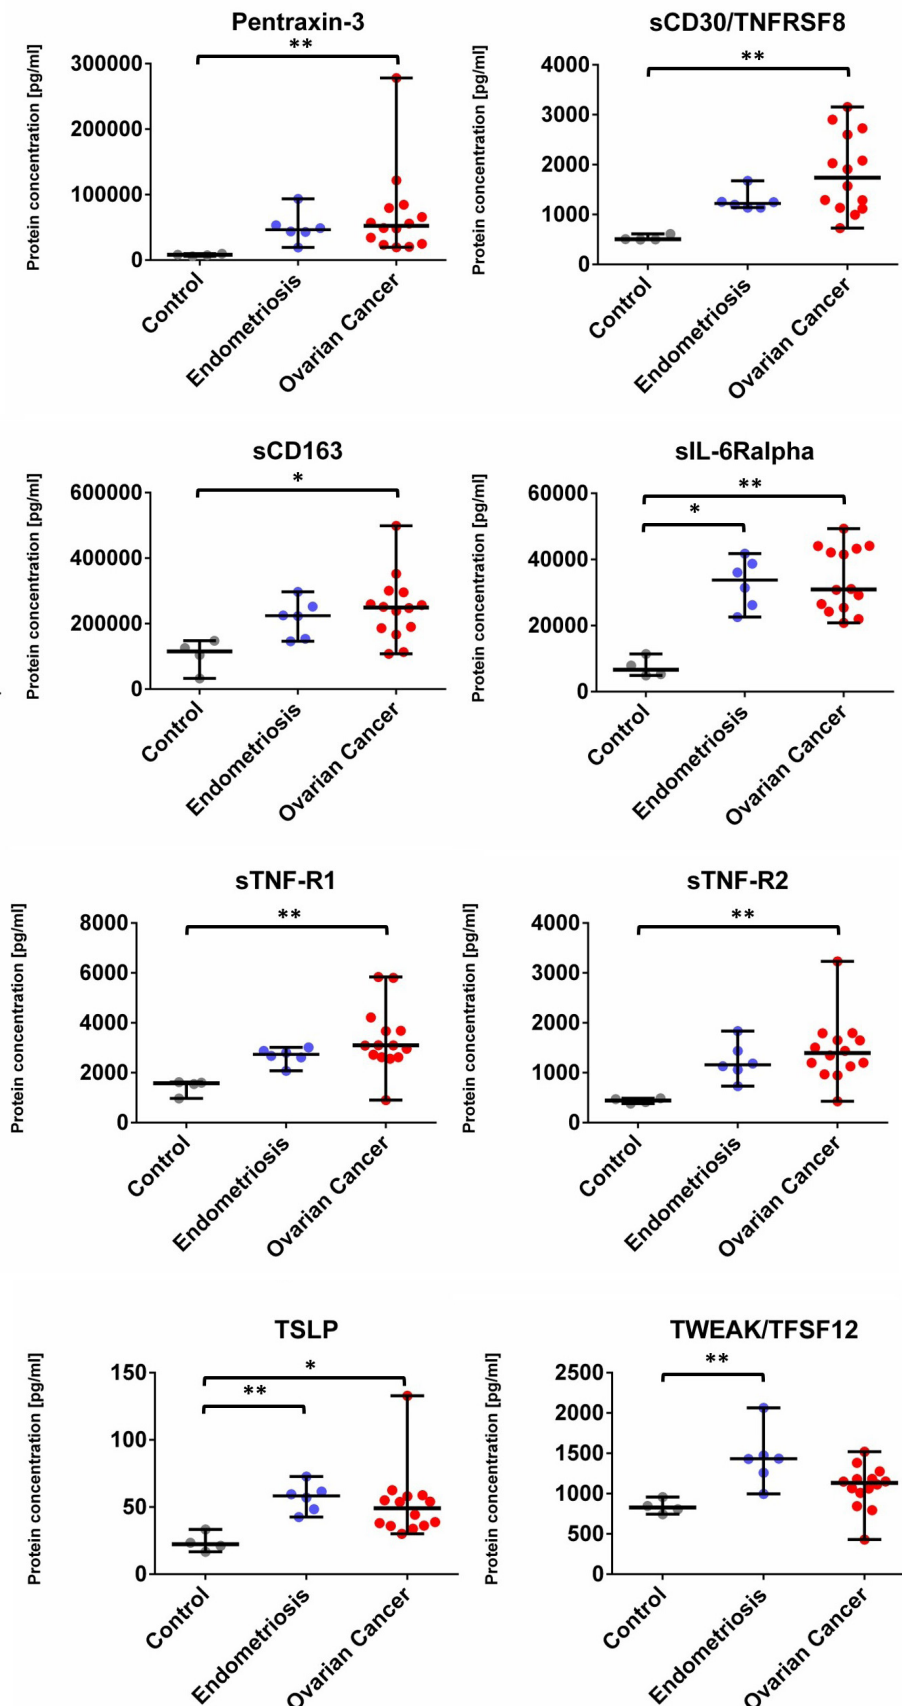 Pentraxin-3
**
Protein concentration [pg/ml]
300000
200000
100000
0
Control
Endometriosis
Ovarian Cancer
sCD30/TNFRSF8
**
Protein concentration [pg/ml]
4000
3000
2000
1000
0
Control
Endometriosis
Ovarian Cancer
sCD163
*
Protein concentration [pg/ml]
600000
400000
200000
0
Control
Endometriosis
Ovarian Cancer
sIL-6Ralpha
**
*
Protein concentration [pg/ml]
60000
40000
20000
0
Control
Endometriosis
Ovarian Cancer
sTNF-R1
**
Protein concentration [pg/ml]
8000
6000
4000
2000
0
Control
Endometriosis
Ovarian Cancer
sTNF-R2
**
Protein concentration [pg/ml]
4000
3000
2000
1000
0
Control
Endometriosis
Ovarian Cancer
TSLP
*
**
Protein concentration [pg/ml]
150
100
50
0
Control
Endometriosis
Ovarian Cancer
TWEAK/TFSF12
**
Protein concentration [pg/ml]
2500
2000
1500
1000
500
0
Control
Endometriosis
Ovarian Cancer